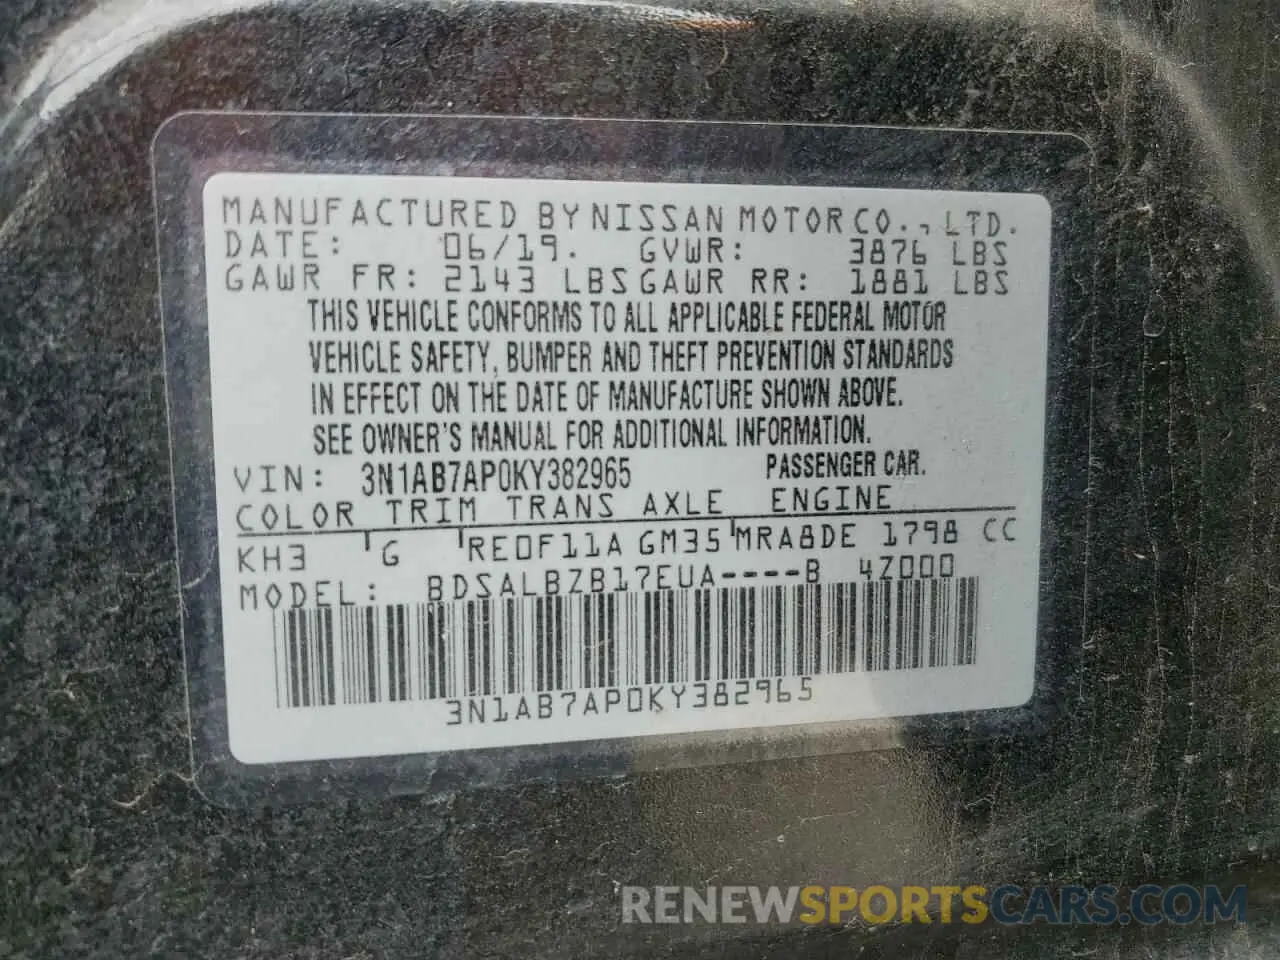 MANUFACTURED BY NISSAN MOTOR CO., LTD.
DATE: 06/19. GVWR: 3876 LBS
GAWR FR: 2143 LBS GAWR RR: 1881 LBS
THIS VEHICLE CONFORMS TO ALL APPLICABLE FEDERAL MOTOR
VEHICLE SAFETY, BUMPER AND THEFT PREVENTION STANDARDS
IN EFFECT ON THE DATE OF MANUFACTURE SHOWN ABOVE.
SEE OWNER'S MANUAL FOR ADDITIONAL INFORMATION.
VIN: 3N1AB7AP0KY382965 PASSENGER CAR.
COLOR TRIM TRANS AXLE ENGINE
KH3 G RE0F11A GM35 MRA8DE 1798 CC
MODEL: BDSALBZB17EUA----B 4Z000
3N1AB7AP0KY382965
RENEWSPORTSCARS.COM